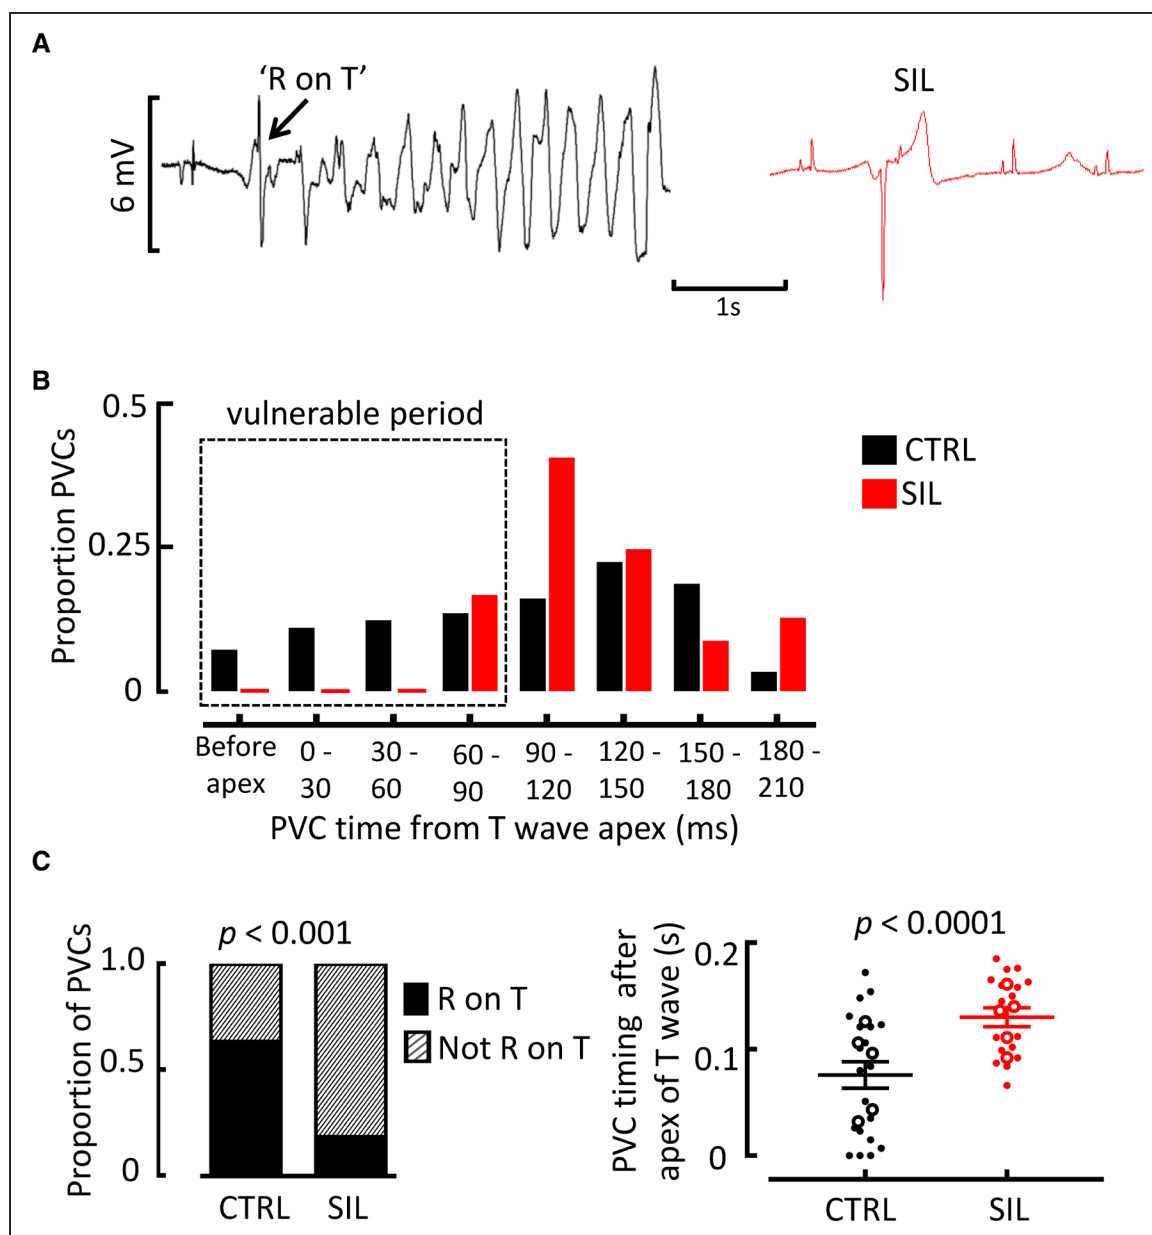 A
‘R on T’
SIL
6 mV
1s
B
0.5
vulnerable period
Proportion PVCs
CTRL
SIL
0.25
0
Before apex
0 - 30
30 - 60
60 - 90
90 - 120
120 - 150
150 - 180
180 - 210
PVC time from T wave apex (ms)
C
p < 0.001
Proportion of PVCs
1.0
0.5
0
R on T
Not R on T
CTRL
SIL
p < 0.0001
PVC timing after
apex of T wave (s)
0.2
0.1
0
CTRL
SIL